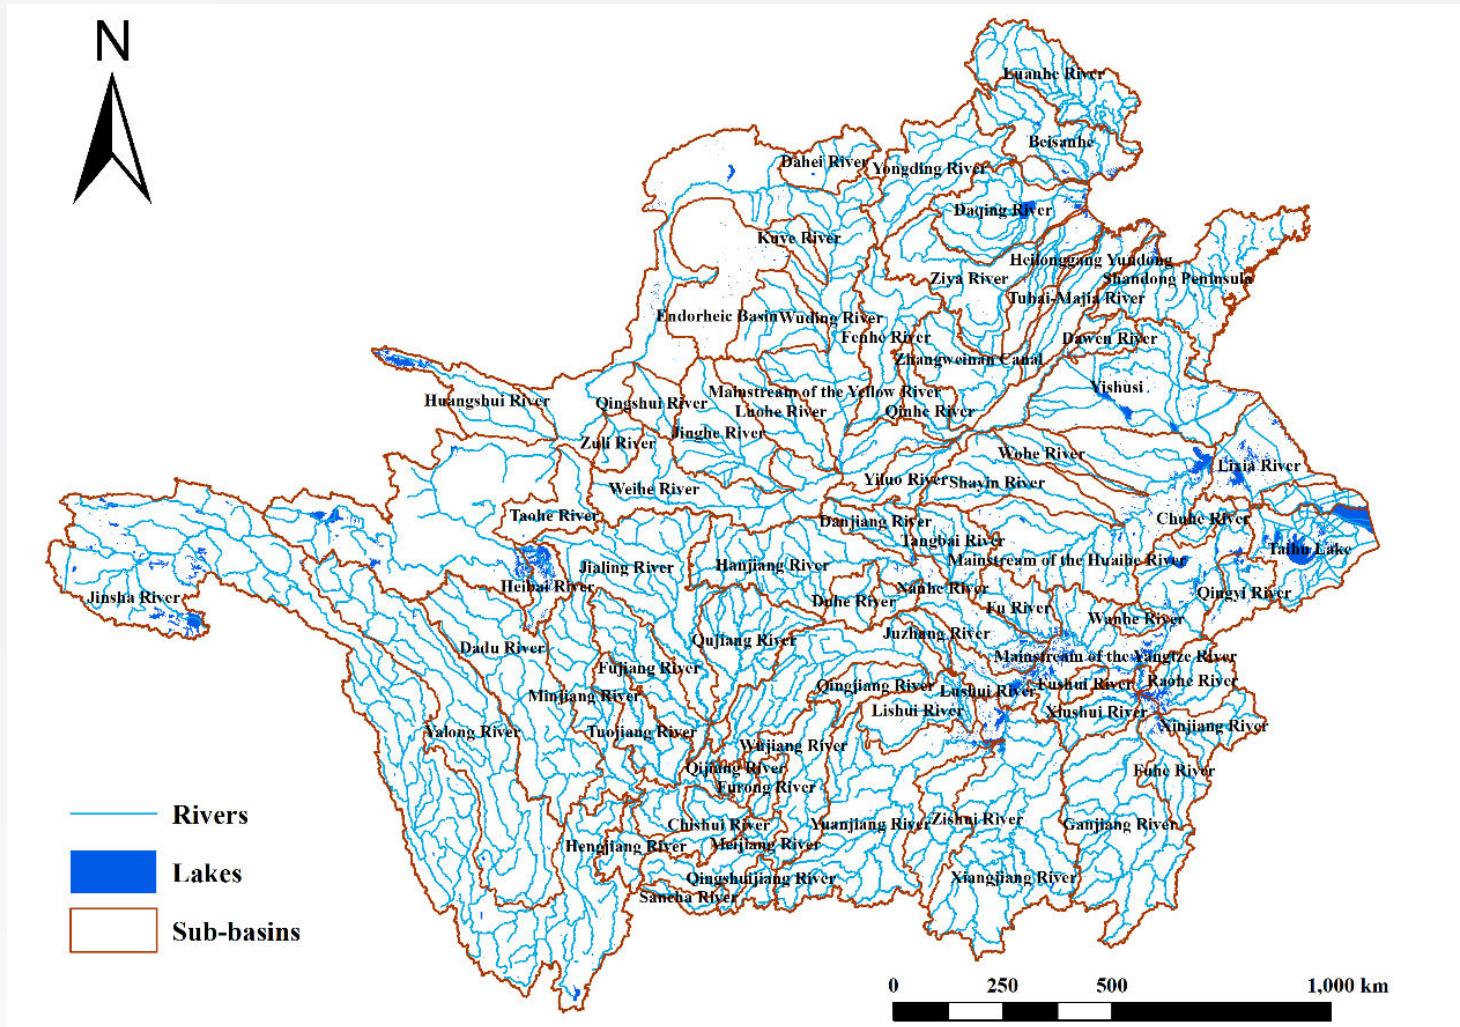 N
Luanhe River
Beisanhe
Dahei River
Yongding River
Daqing River
Kuye River
Heilonggang Yundong
Ziya River
Shandong Peninsula
Tuhai-Majia River
Endorheic Basin
Wuding River
Fenhe River
Dawen River
Zhangweinan Canal
Yishusi
Mainstream of the Yellow River
Huangshui River
Qingshui River
Luohe River
Qinhe River
Jinghe River
Zuli River
Wohe River
Lixia River
Yiluo River
Shayin River
Weihe River
Taohe River
Danjiang River
Chuhe River
Tangbai River
Taihu Lake
Mainstream of the Huaihe River
Jialing River
Hanjiang River
Heibai River
Nanhe River
Qingyi River
Jinsha River
Duhe River
Fu River
Wanhe River
Juzhang River
Qujiang River
Dadu River
Mainstream of the Yangtze River
Fujiang River
Qingjiang River
Lushui River
Fushui River
Raohe River
Minjiang River
Lishui River
Xiushui River
Xinjiang River
Yalong River
Tuojiang River
Wujiang River
Qijiang River
Fuhe River
Furong River
Rivers
Chishui River
Yuanjiang River
Zishui River
Ganjiang River
Hengjiang River
Meijiang River
Lakes
Qingshuijiang River
Xiangjiang River
Sancha River
Sub-basins
0 250 500 1,000 km